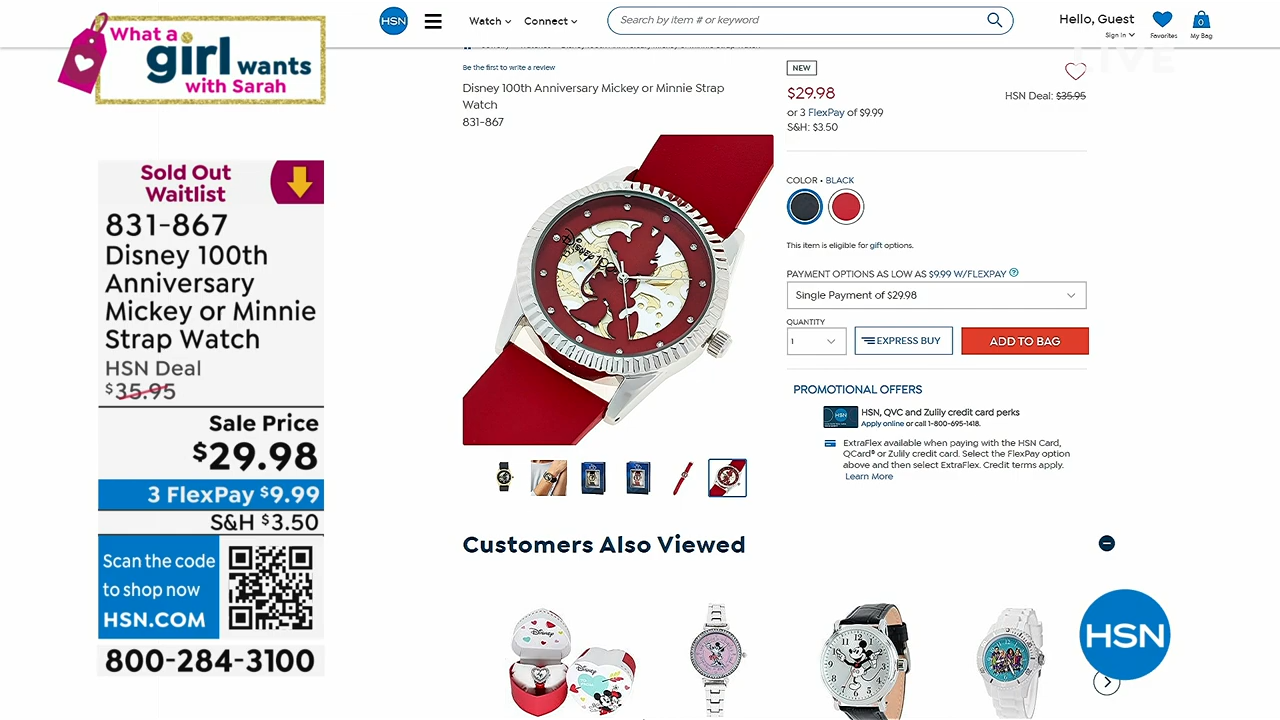 What a
girl wants
with Sarah
Sold Out
Waitlist
831-867
Disney 100th
Anniversary
Mickey or Minnie
Strap Watch
HSN Deal
$35.95
Sale Price
$29.98
3 FlexPay $9.99
S&H $3.50
Scan the code
to shop now
HSN.COM
800-284-3100
HSN
Watch
Connect
Search by item # or keyword
Hello, Guest
Sign In
Favorites
0
My Bag
LIVE
Be the first to write a review
Disney 100th Anniversary Mickey or Minnie Strap
Watch
831-867
Disney 100
NEW
$29.98
HSN Deal: $35.95
or 3 FlexPay of $9.99
S&H: $3.50
COLOR • BLACK
This item is eligible for gift options.
PAYMENT OPTIONS AS LOW AS $9.99 W/FLEXPAY ?
Single Payment of $29.98
QUANTITY
1
EXPRESS BUY
ADD TO BAG
PROMOTIONAL OFFERS
HSN
HSN, QVC and Zulily credit card perks
Apply online or call 1-800-695-1418.
ExtraFlex available when paying with the HSN Card,
QCard® or Zulily credit card. Select the FlexPay option
above and then select ExtraFlex. Credit terms apply.
Learn More
Customers Also Viewed
Disney
HSN